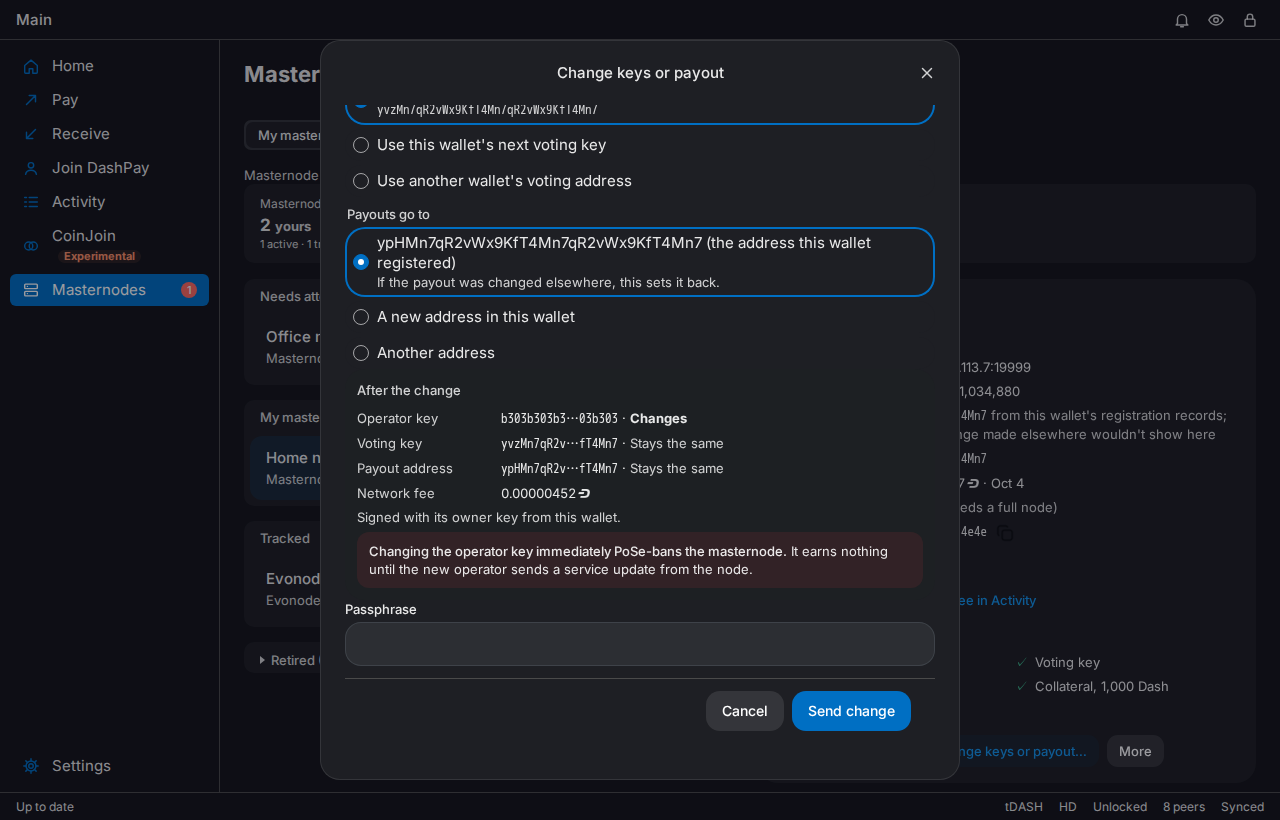 Main
Home
Pay
Receive
Join DashPay
Activity
CoinJoin
Experimental
Masternodes 1
Settings
Up to date
tDASH HD Unlocked 8 peers Synced
My master
Masternode
2 yours
1 active · 1
Needs
Office
My maste
Home
Tracked
Evonod
Evonode
Retired
113.7:19999
1,034,880
4Mn7 from this wallet's registration records;
made elsewhere wouldn't show here
4Mn7
7 · Oct 4
a full node)
4e4e
in Activity
✓ Voting key
✓ Collateral, 1,000 Dash
keys or payout...
More
Change keys or payout
yvzMn7qR2vWx9KfT4Mn7qR2vWx9KfT4Mn7
Use this wallet's next voting key
Use another wallet's voting address
Payouts go to
ypHMn7qR2vWx9KfT4Mn7qR2vWx9KfT4Mn7 (the address this wallet
registered)
If the payout was changed elsewhere, this sets it back.
A new address in this wallet
Another address
After the change
Operator key b303b303b3…03b303 · Changes
Voting key yvzMn7qR2v…fT4Mn7 · Stays the same
Payout address ypHMn7qR2v…fT4Mn7 · Stays the same
Network fee 0.00000452
Signed with its owner key from this wallet.
Changing the operator key immediately PoSe-bans the masternode. It earns nothing
until the new operator sends a service update from the node.
Passphrase
Cancel Send change